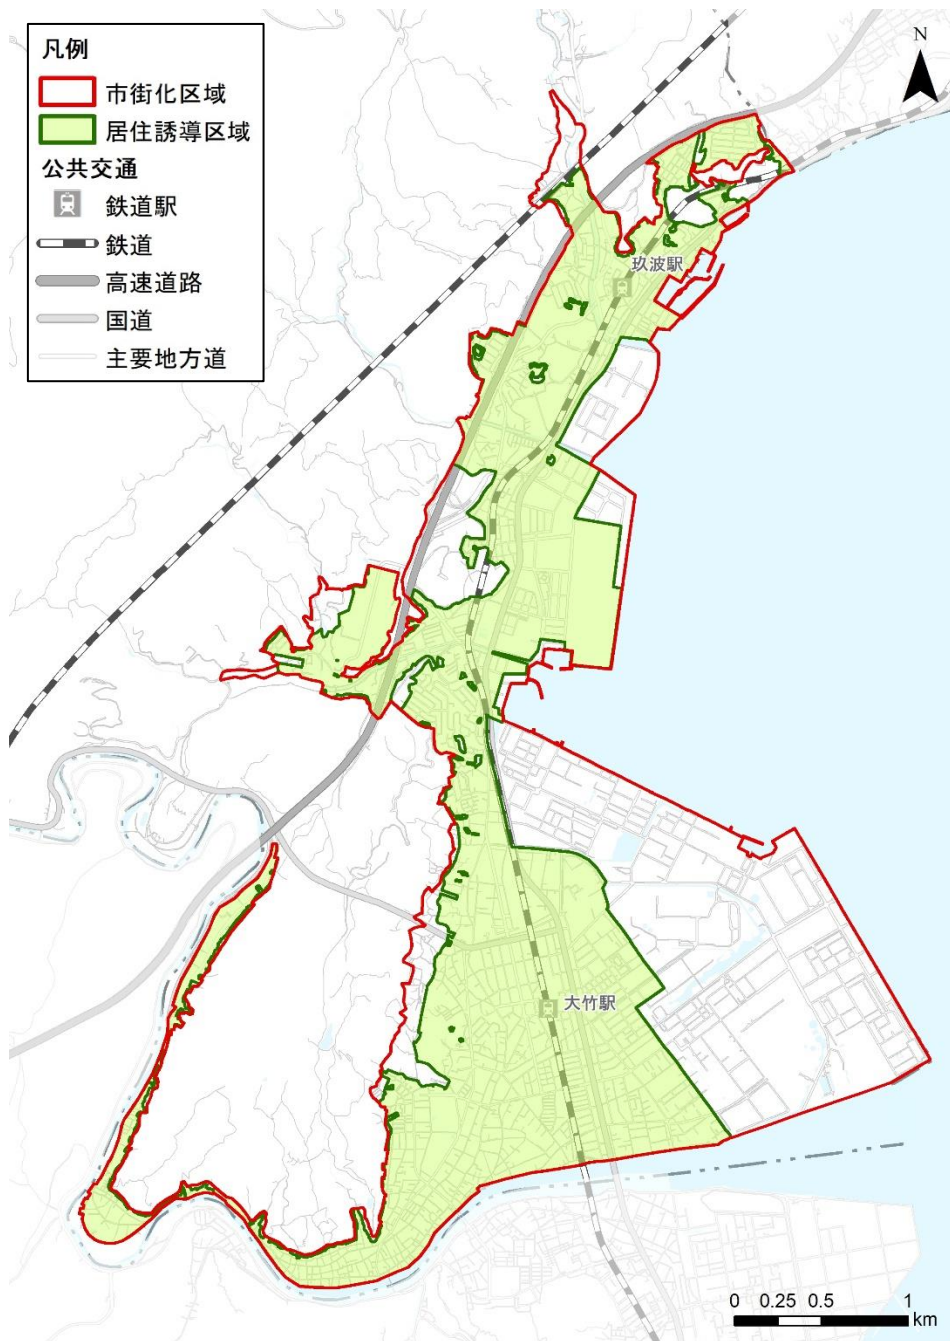 凡例
市街化区域
居住誘導区域
公共交通
鉄道駅
鉄道
高速道路
国道
主要地方道
N
玖波駅
大竹駅
0 0.25 0.5 1
km